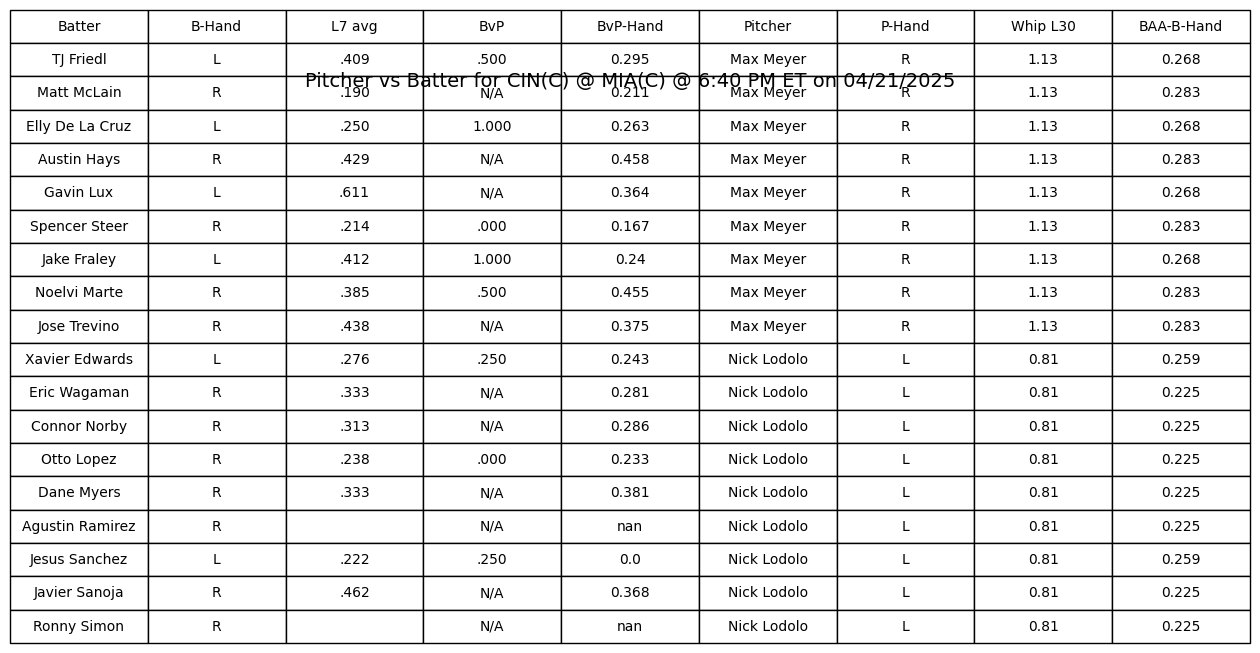 Batter B-Hand L7 avg BvP BvP-Hand Pitcher P-Hand Whip L30 BAA-B-Hand
TJ Friedl L .409 .500 0.295 Max Meyer R 1.13 0.268
Pitcher vs Batter for CIN(C) @ MIA(C) @ 6:40 PM ET on 04/21/2025
Matt McLain R .190 N/A 0.211 Max Meyer R 1.13 0.283
Elly De La Cruz L .250 1.000 0.263 Max Meyer R 1.13 0.268
Austin Hays R .429 N/A 0.458 Max Meyer R 1.13 0.283
Gavin Lux L .611 N/A 0.364 Max Meyer R 1.13 0.268
Spencer Steer R .214 .000 0.167 Max Meyer R 1.13 0.283
Jake Fraley L .412 1.000 0.24 Max Meyer R 1.13 0.268
Noelvi Marte R .385 .500 0.455 Max Meyer R 1.13 0.283
Jose Trevino R .438 N/A 0.375 Max Meyer R 1.13 0.283
Xavier Edwards L .276 .250 0.243 Nick Lodolo L 0.81 0.259
Eric Wagaman R .333 N/A 0.281 Nick Lodolo L 0.81 0.225
Connor Norby R .313 N/A 0.286 Nick Lodolo L 0.81 0.225
Otto Lopez R .238 .000 0.233 Nick Lodolo L 0.81 0.225
Dane Myers R .333 N/A 0.381 Nick Lodolo L 0.81 0.225
Agustin Ramirez R N/A nan Nick Lodolo L 0.81 0.225
Jesus Sanchez L .222 .250 0.0 Nick Lodolo L 0.81 0.259
Javier Sanoja R .462 N/A 0.368 Nick Lodolo L 0.81 0.225
Ronny Simon R N/A nan Nick Lodolo L 0.81 0.225